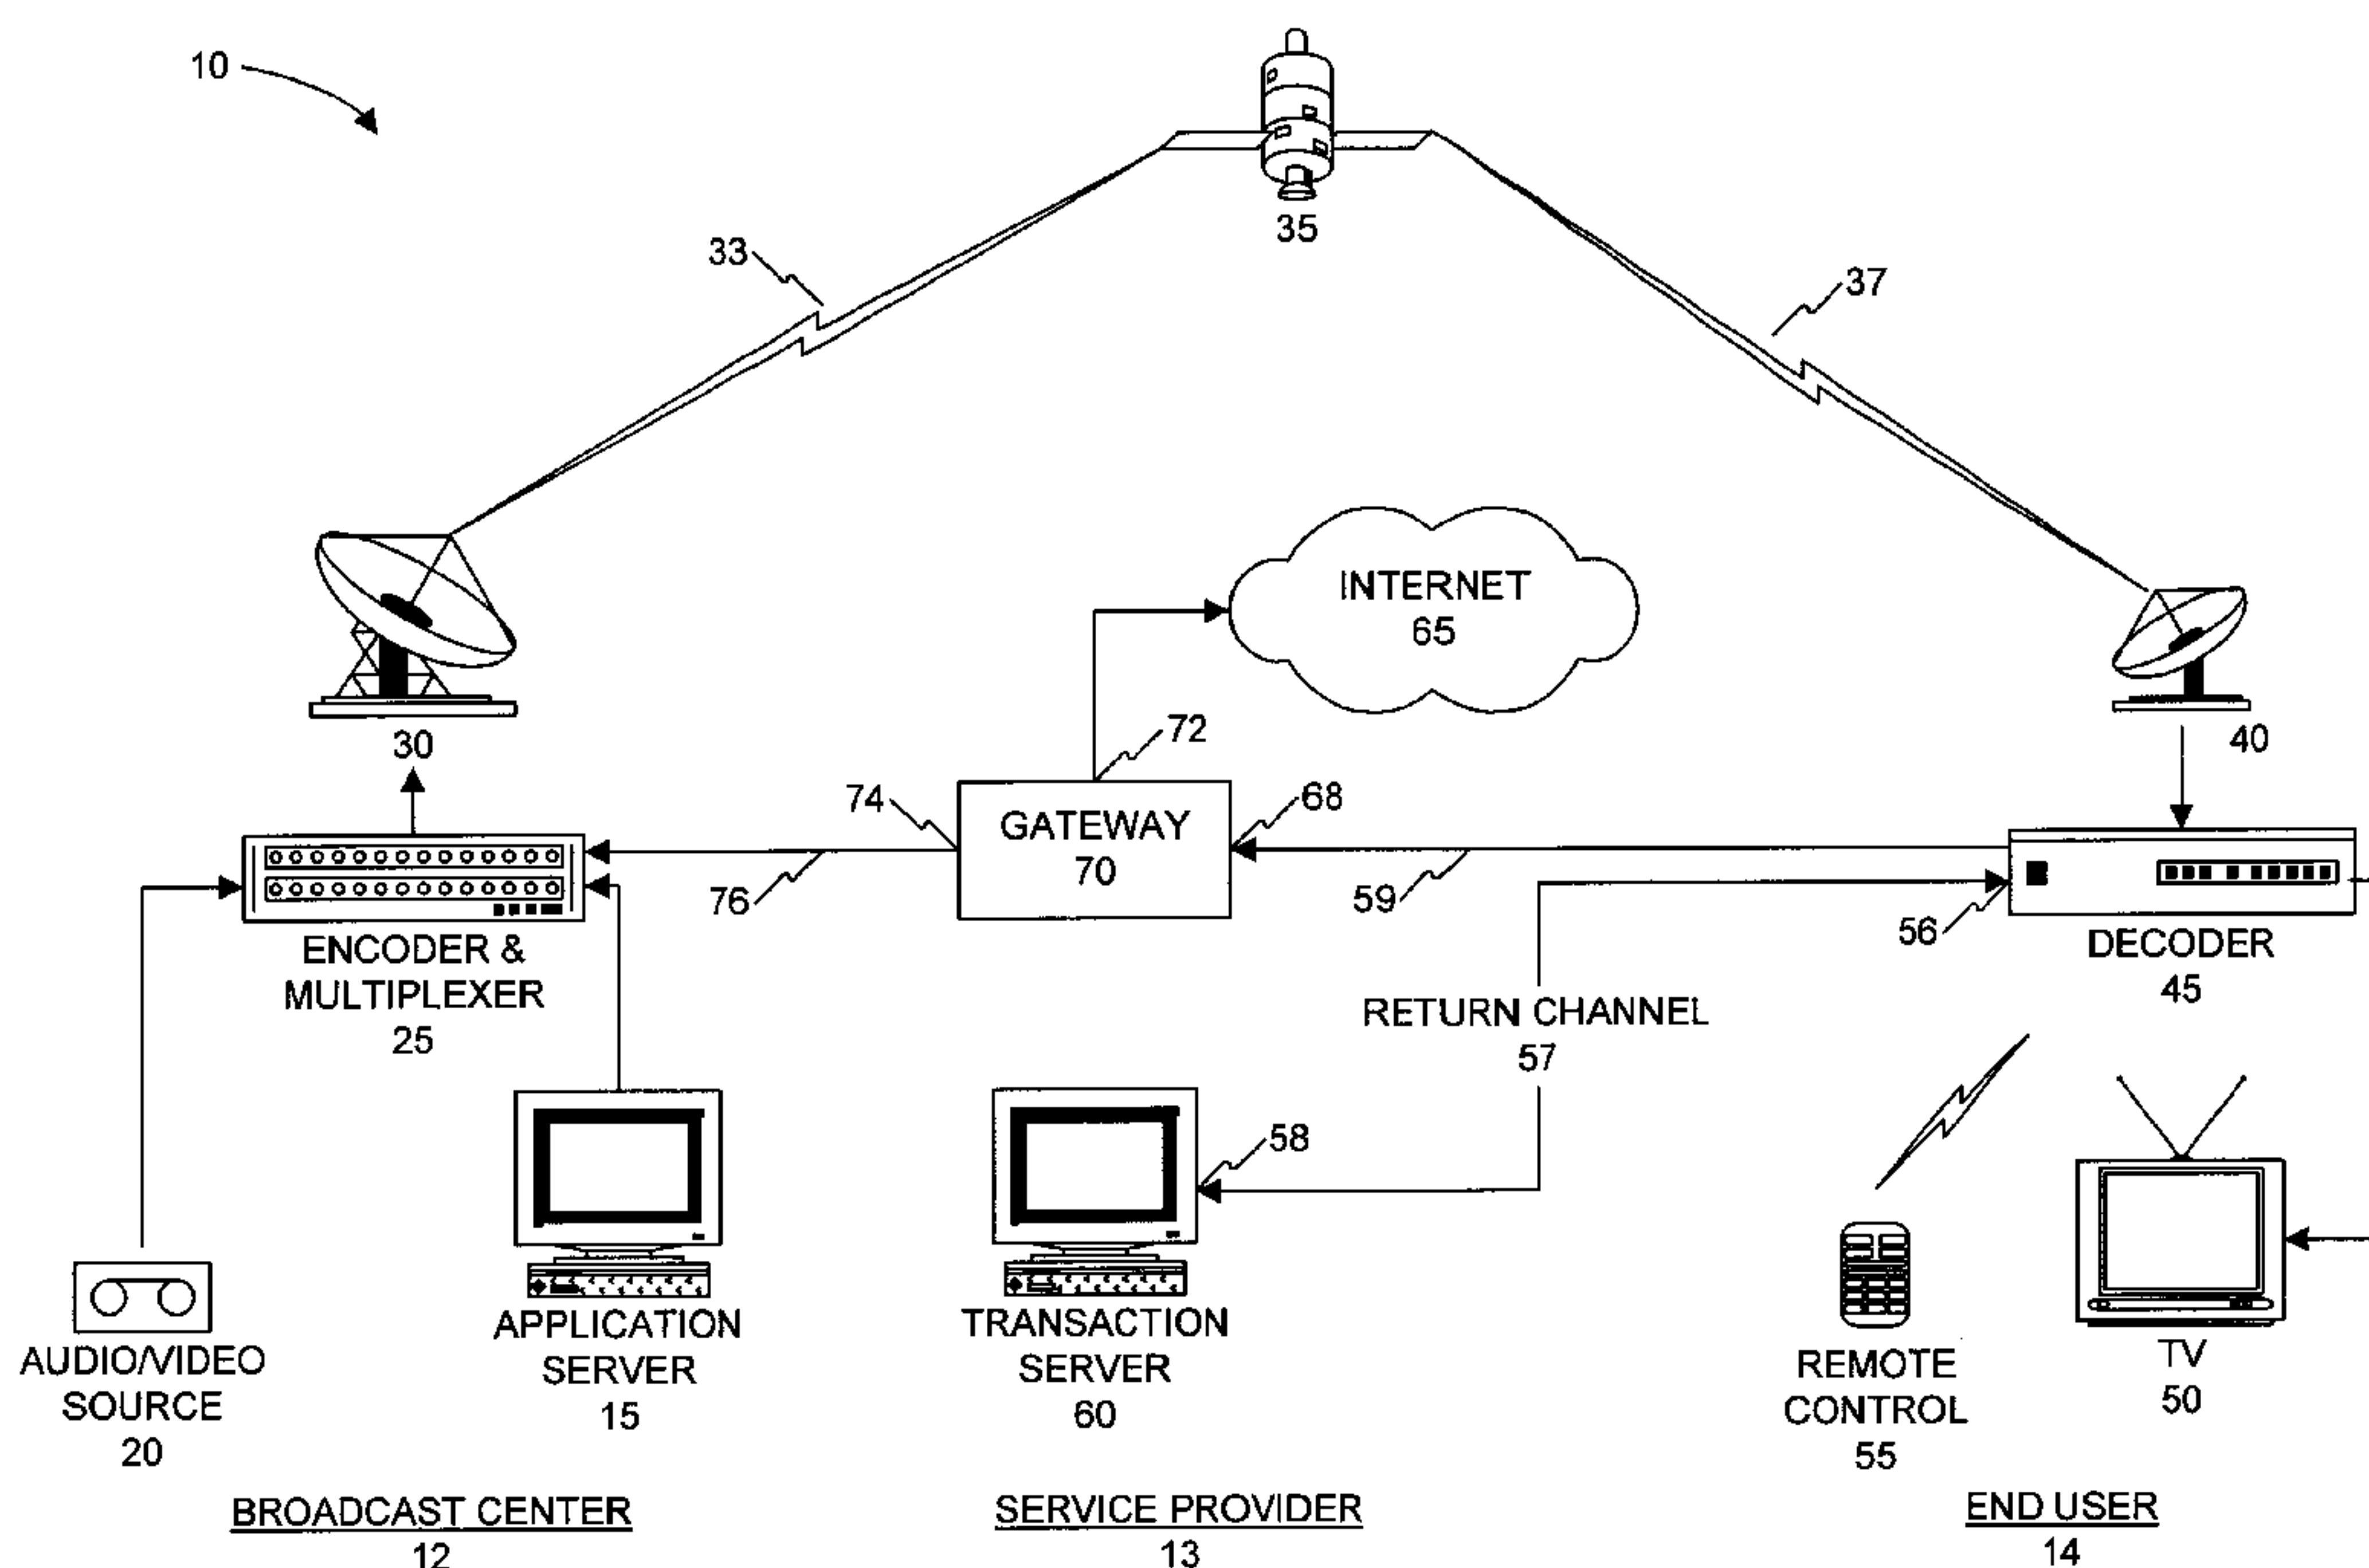 10
35
33
37
INTERNET
65
30
72
40
74
GATEWAY
70
68
76
59
56
ENCODER &
MULTIPLEXER
25
DECODER
45
RETURN CHANNEL
57
58
AUDIO/VIDEO
SOURCE
20
APPLICATION
SERVER
15
TRANSACTION
SERVER
60
REMOTE
CONTROL
55
TV
50
BROADCAST CENTER
12
SERVICE PROVIDER
13
END USER
14